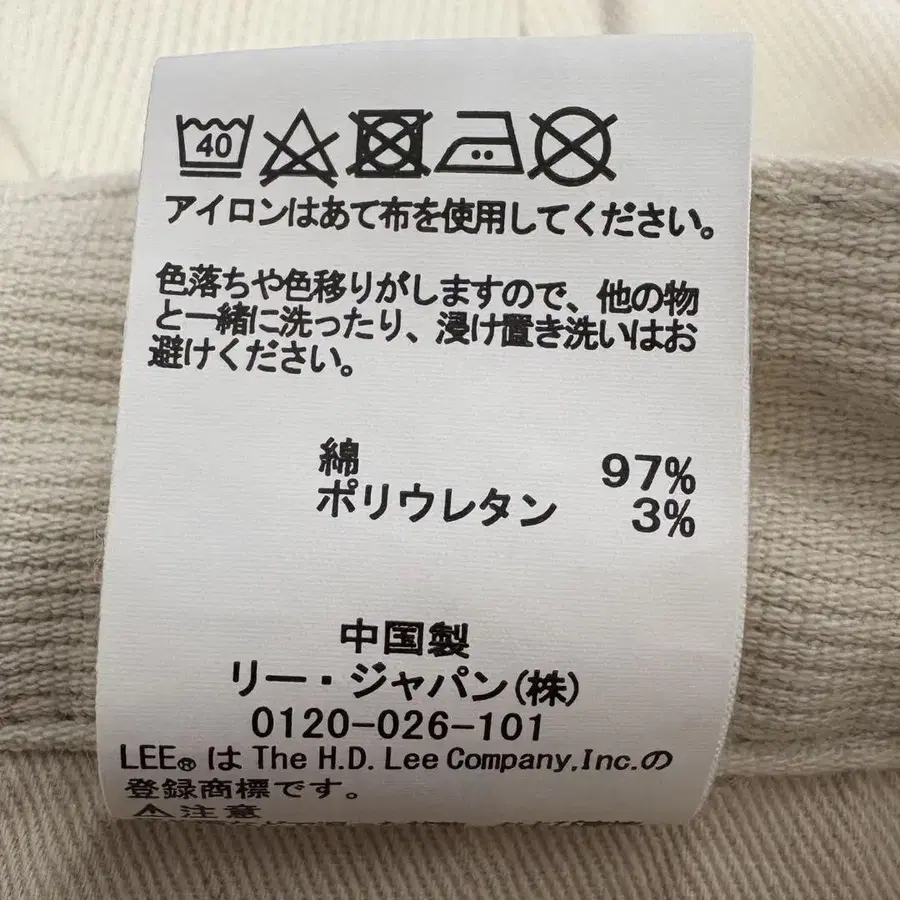 40
アイロンはあて布を使用してください。
色落ちや色移りがしますので、他の物
と一緒に洗ったり、浸け置き洗いはお
避けください。
綿 97%
ポリウレタン 3%
中国製
リー・ジャパン(株)
0120-026-101
LEE® は The H.D. Lee Company,Inc.の
登録商標です。
⚠注意